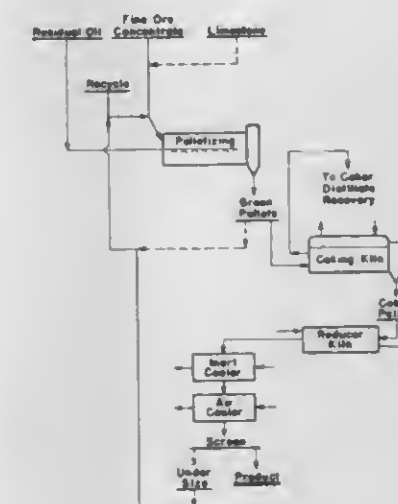 Fine Ore
Residual Oil Concentrate Limestone
Recycle
Pelletizing
To Coker
Distillate
Recovery
Green
Pellets
Coking Kiln
Reducer
Kiln
Inert
Cooler
Air
Cooler
Screen
Under
Size
Product